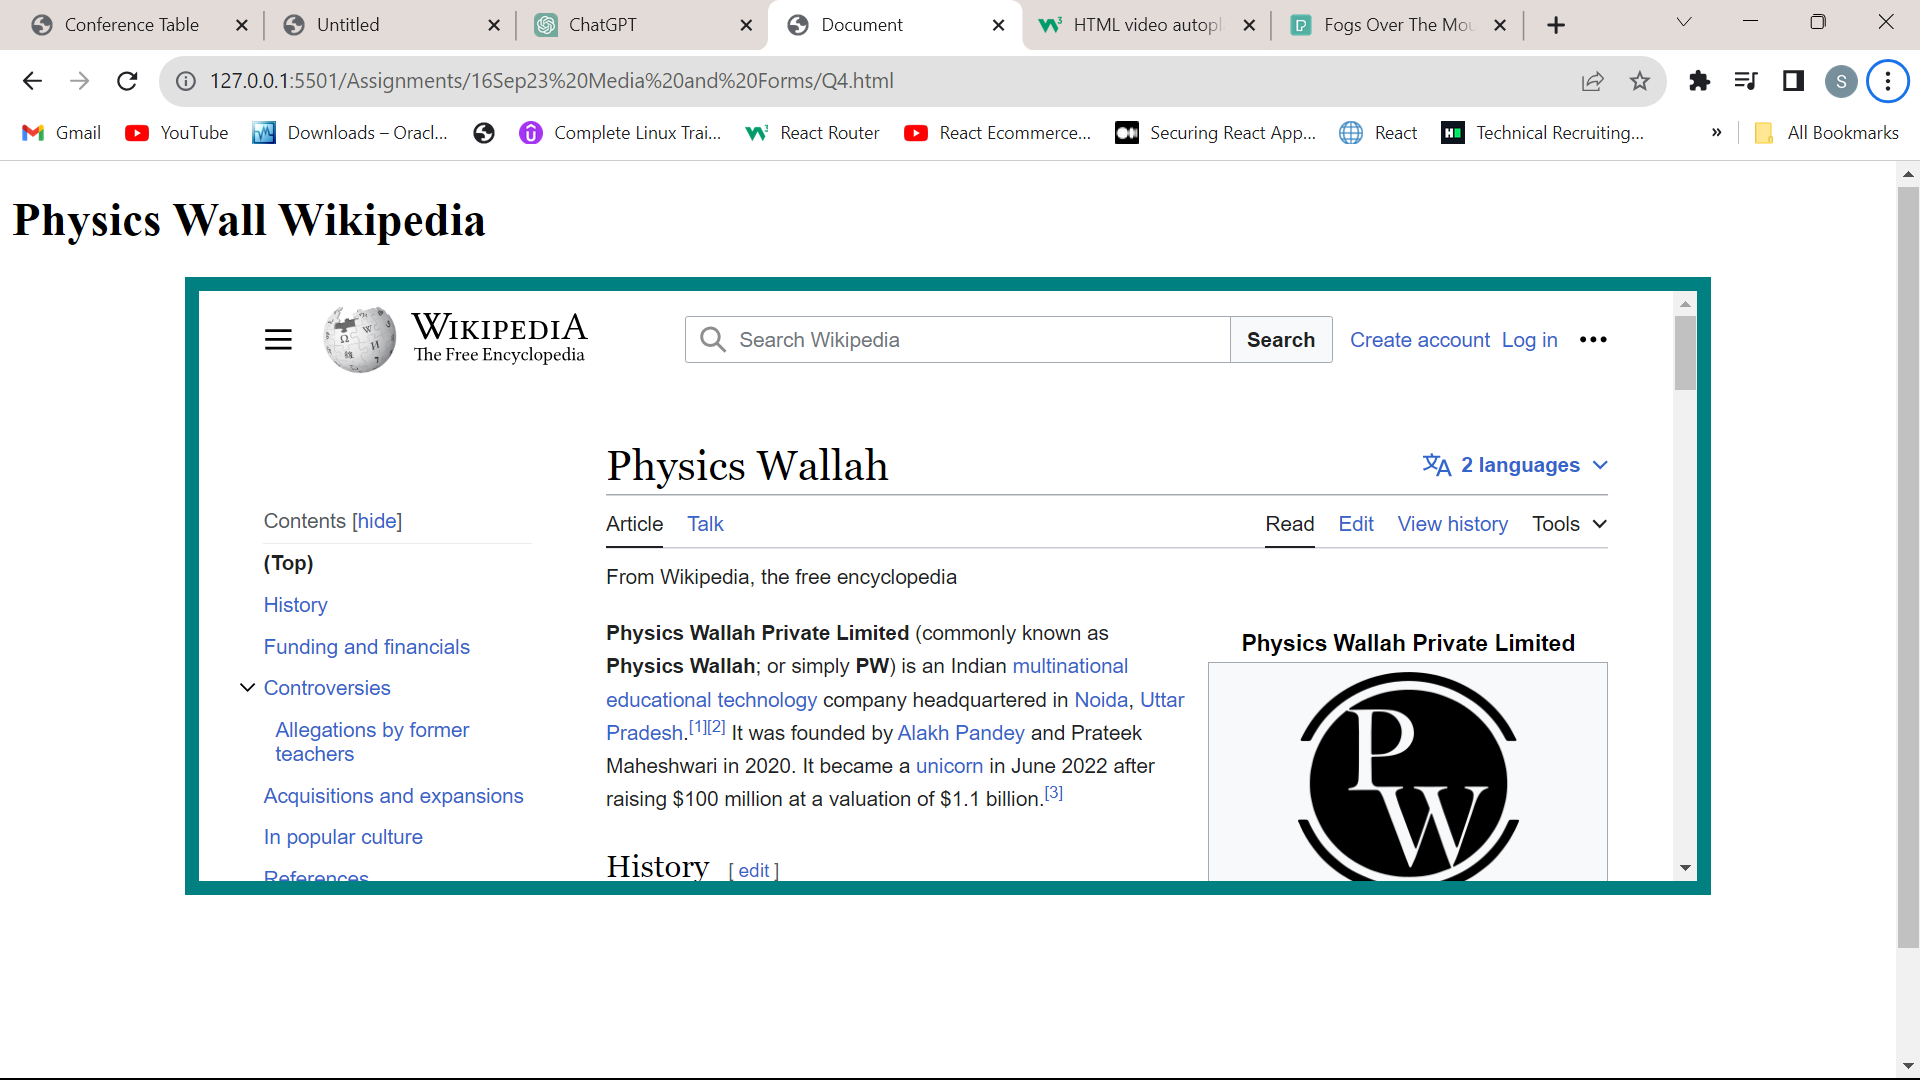 Conference Table
Untitled
ChatGPT
Document
HTML video autopl
Fogs Over The Mou
127.0.0.1:5501/Assignments/16Sep23%20Media%20and%20Forms/Q4.html
S
Gmail
YouTube
Downloads – Oracl...
Complete Linux Trai...
React Router
React Ecommerce...
Securing React App...
React
Technical Recruiting...
»
All Bookmarks
Physics Wall Wikipedia
WIKIPEDIA
The Free Encyclopedia
Search Wikipedia
Search
Create account
Log in
Physics Wallah
2 languages
Contents [hide]
(Top)
History
Funding and financials
Controversies
Allegations by former
teachers
Acquisitions and expansions
In popular culture
References
Article
Talk
Read
Edit
View history
Tools
From Wikipedia, the free encyclopedia
Physics Wallah Private Limited (commonly known as
Physics Wallah; or simply PW) is an Indian multinational
educational technology company headquartered in Noida, Uttar
Pradesh.[1][2] It was founded by Alakh Pandey and Prateek
Maheshwari in 2020. It became a unicorn in June 2022 after
raising $100 million at a valuation of $1.1 billion.[3]
History [ edit ]
Physics Wallah Private Limited
PW